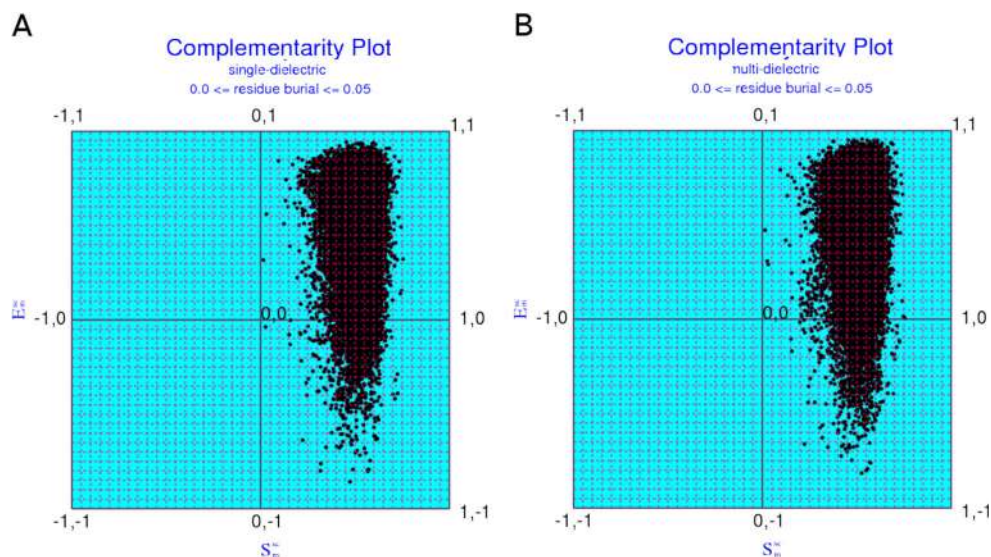 A
Complementarity Plot
single-dielectric
0.0 <= residue burial <= 0.05
-1,1
0,1
1,1
-1,0
0,0
1,0
-1,-1
0,-1
1,-1
B
Complementarity Plot
nulti-dielectric
0.0 <= residue burial <= 0.05
-1,1
0,1
1,1
-1,0
0,0
1,0
-1,-1
0,-1
1,-1